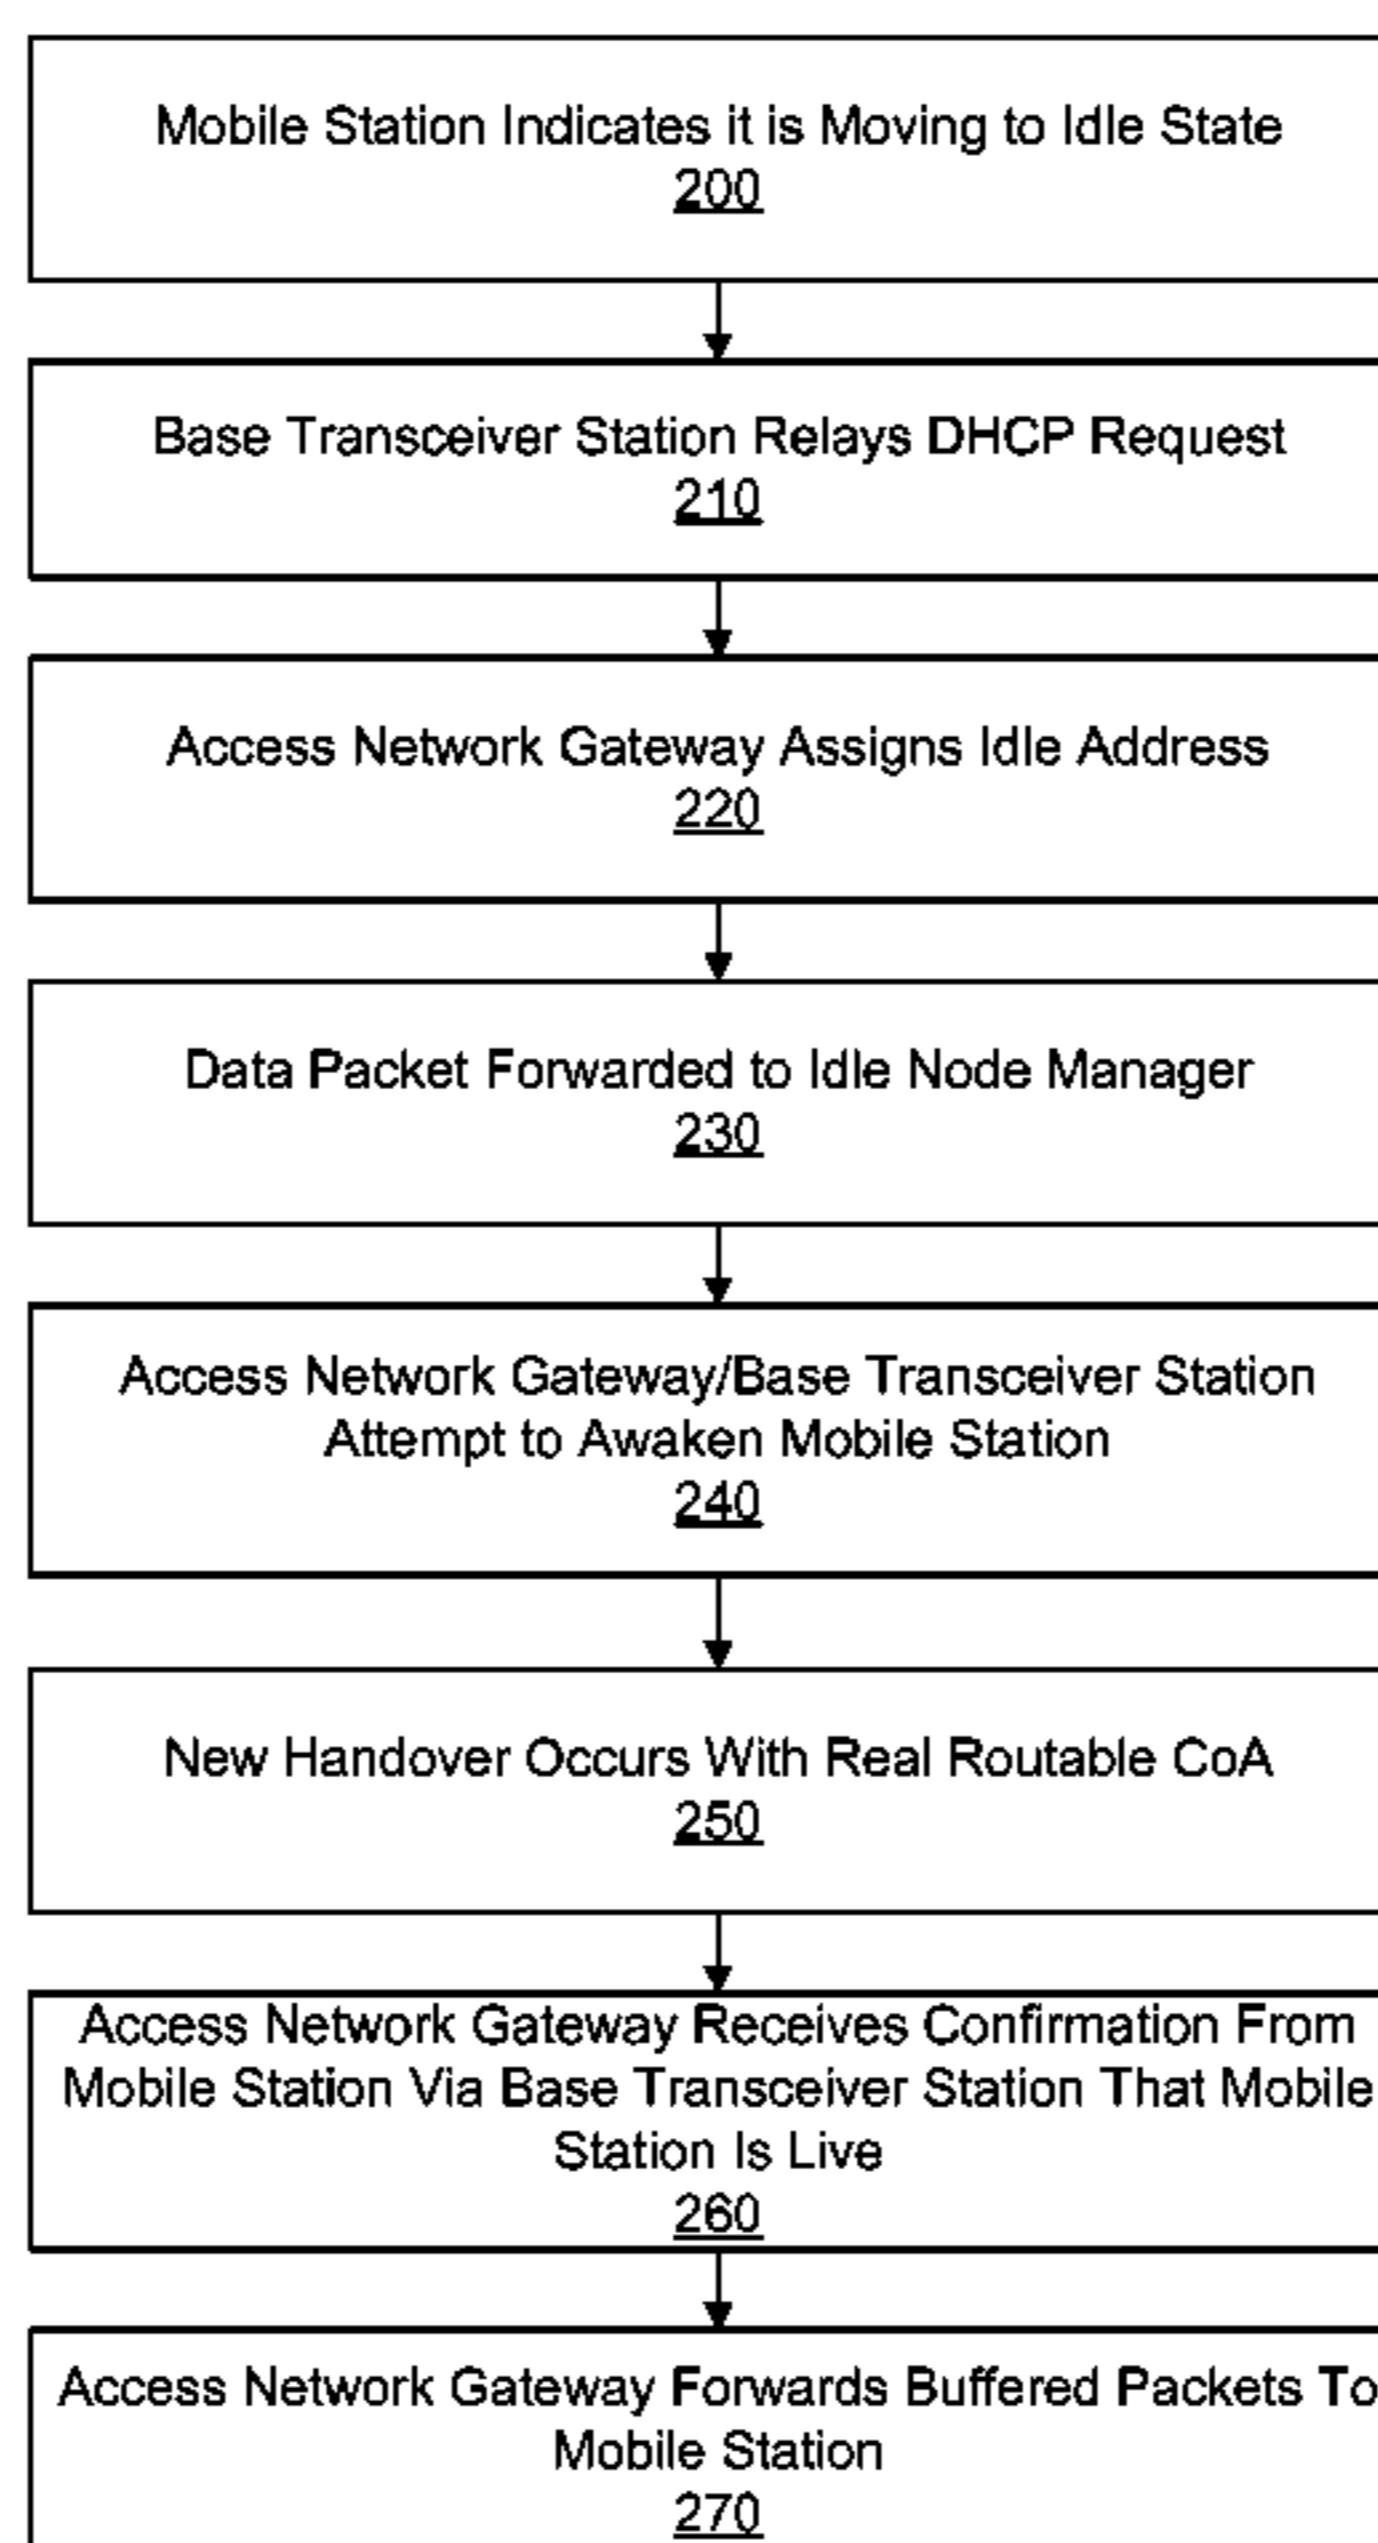 Mobile Station Indicates it is Moving to Idle State
200
Base Transceiver Station Relays DHCP Request
210
Access Network Gateway Assigns Idle Address
220
Data Packet Forwarded to Idle Node Manager
230
Access Network Gateway/Base Transceiver Station
Attempt to Awaken Mobile Station
240
New Handover Occurs With Real Routable CoA
250
Access Network Gateway Receives Confirmation From
Mobile Station Via Base Transceiver Station That Mobile
Station Is Live
260
Access Network Gateway Forwards Buffered Packets To
Mobile Station
270